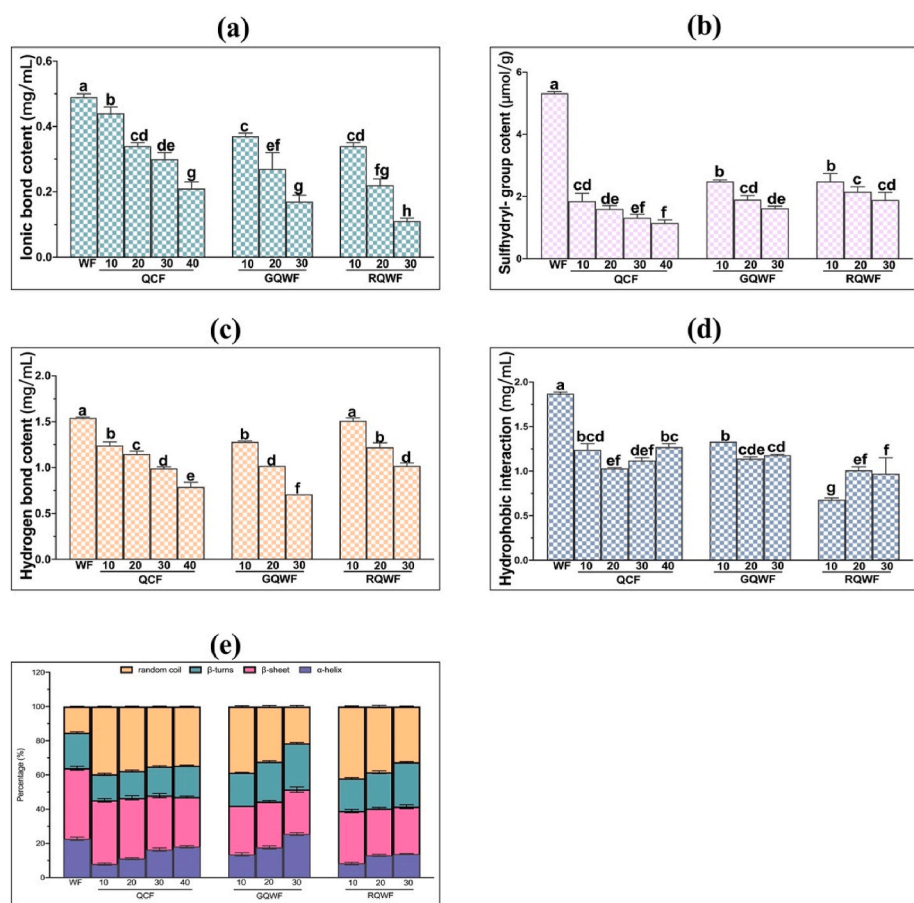 (a)
Ionic bond cotent (mg/mL)
0.6
0.4
0.2
0.0
a
b
cd
de
g
c
ef
g
cd
fg
h
WF 10 20 30 40 10 20 30 10 20 30
QCF GQWF RQWF
(b)
Sulfhydryl- group cotent (μmol/g)
6
4
2
0
a
cd
de
ef
f
b
cd
de
b
c
cd
WF 10 20 30 40 10 20 30 10 20 30
QCF GQWF RQWF
(c)
Hydrogen bond cotent (mg/mL)
2.0
1.5
1.0
0.5
0.0
a
b
c
d
e
b
d
f
a
b
d
WF 10 20 30 40 10 20 30 10 20 30
QCF GQWF RQWF
(d)
Hydrophobic interaction (mg/mL)
2.0
1.5
1.0
0.5
0.0
a
bcd
ef
def
bc
b
cde
cd
g
ef
f
WF 10 20 30 40 10 20 30 10 20 30
QCF GQWF RQWF
(e)
random coil β-turns β-sheet α-helix
Percentage (%)
120
100
80
60
40
20
0
WF 10 20 30 40 10 20 30 10 20 30
QCF GQWF RQWF